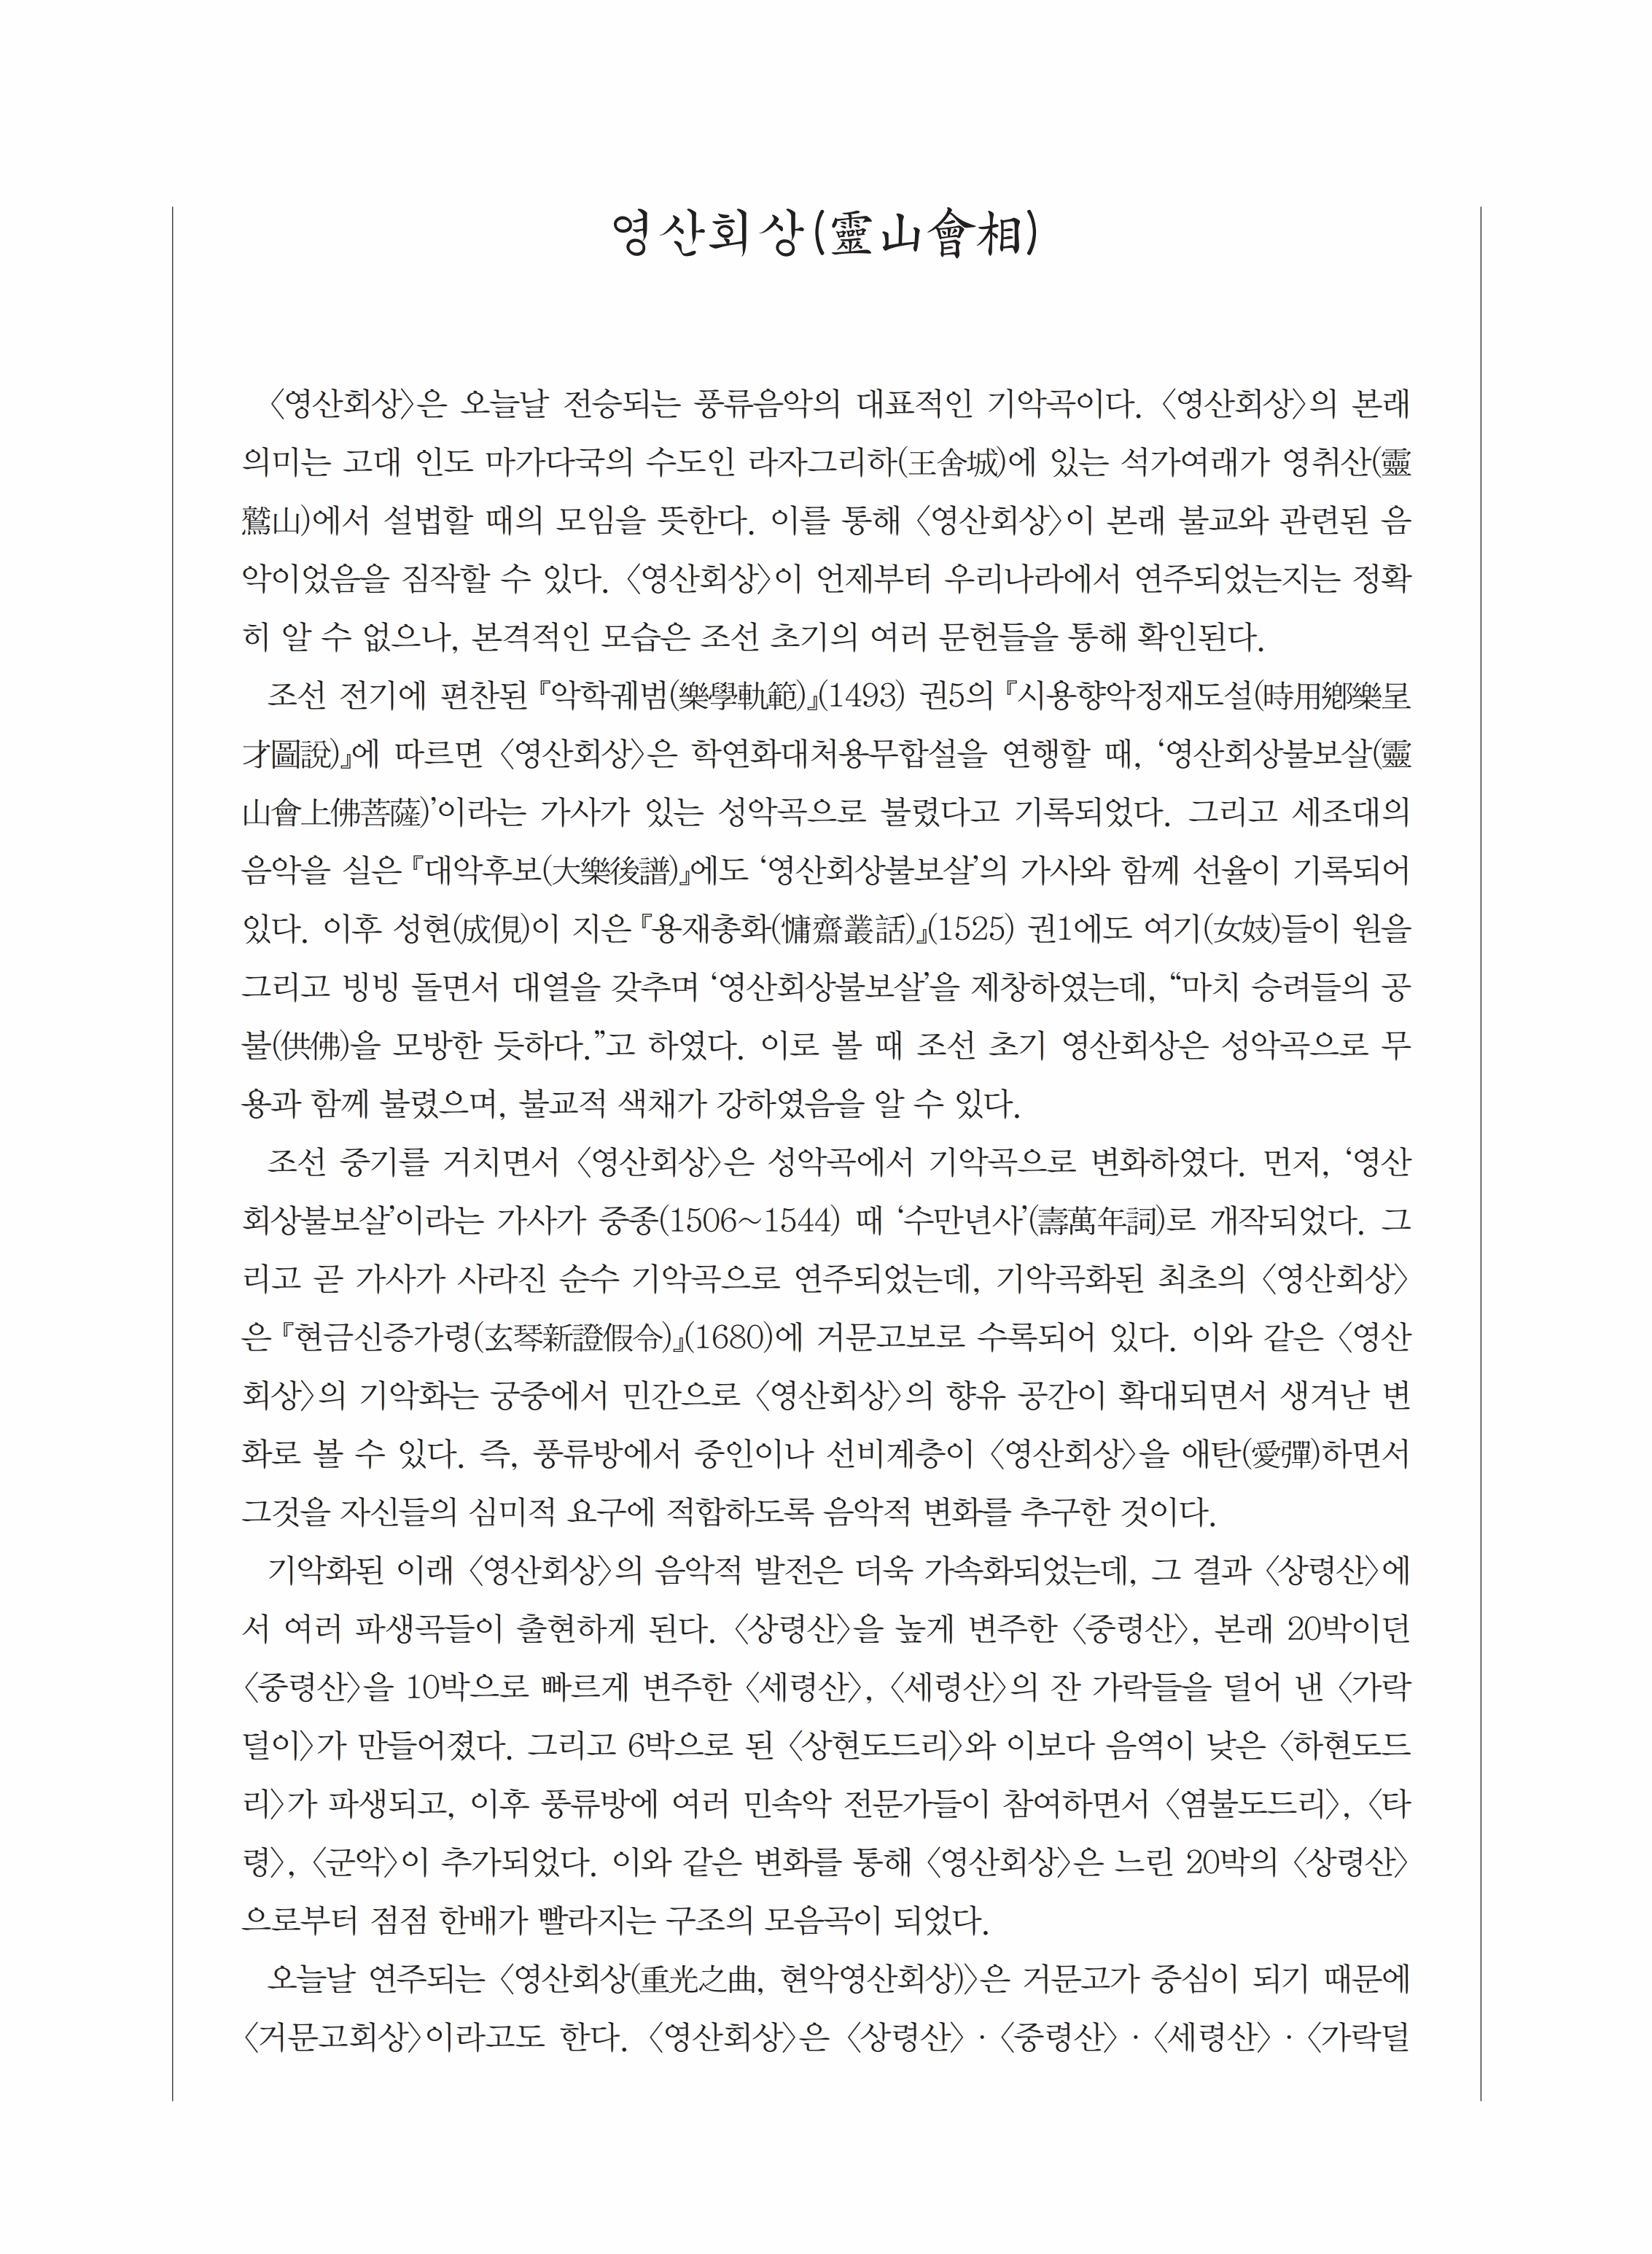 영산회상(靈山會相)
〈영산회상〉은 오늘날 전승되는 풍류음악의 대표적인 기악곡이다. 〈영산회상〉의 본래
의미는 고대 인도 마가다국의 수도인 라자그리하(王舍城)에 있는 석가여래가 영취산(靈
鷲山)에서 설법할 때의 모임을 뜻한다. 이를 통해 〈영산회상〉이 본래 불교와 관련된 음
악이었음을 짐작할 수 있다. 〈영산회상〉이 언제부터 우리나라에서 연주되었는지는 정확
히 알 수 없으나, 본격적인 모습은 조선 초기의 여러 문헌들을 통해 확인된다.
조선 전기에 편찬된 『악학궤범(樂學軌範)』(1493) 권5의 『시용향악정재도설(時用鄕樂呈
才圖說)』에 따르면 〈영산회상〉은 학연화대처용무합설을 연행할 때, ‘영산회상불보살(靈
山會上佛菩薩)’이라는 가사가 있는 성악곡으로 불렸다고 기록되었다. 그리고 세조대의
음악을 실은 『대악후보(大樂後譜)』에도 ‘영산회상불보살’의 가사와 함께 선율이 기록되어
있다. 이후 성현(成俔)이 지은 『용재총화(慵齋叢話)』(1525) 권1에도 여기(女妓)들이 원을
그리고 빙빙 돌면서 대열을 갖추며 ‘영산회상불보살’을 제창하였는데, “마치 승려들의 공
불(供佛)을 모방한 듯하다.”고 하였다. 이로 볼 때 조선 초기 영산회상은 성악곡으로 무
용과 함께 불렸으며, 불교적 색채가 강하였음을 알 수 있다.
조선 중기를 거치면서 〈영산회상〉은 성악곡에서 기악곡으로 변화하였다. 먼저, ‘영산
회상불보살’이라는 가사가 중종(1506~1544) 때 ‘수만년사’(壽萬年詞)로 개작되었다. 그
리고 곧 가사가 사라진 순수 기악곡으로 연주되었는데, 기악곡화된 최초의 〈영산회상〉
은 『현금신증가령(玄琴新證假令)』(1680)에 거문고보로 수록되어 있다. 이와 같은 〈영산
회상〉의 기악화는 궁중에서 민간으로 〈영산회상〉의 향유 공간이 확대되면서 생겨난 변
화로 볼 수 있다. 즉, 풍류방에서 중인이나 선비계층이 〈영산회상〉을 애탄(愛彈)하면서
그것을 자신들의 심미적 요구에 적합하도록 음악적 변화를 추구한 것이다.
기악화된 이래 〈영산회상〉의 음악적 발전은 더욱 가속화되었는데, 그 결과 〈상령산〉에
서 여러 파생곡들이 출현하게 된다. 〈상령산〉을 높게 변주한 〈중령산〉, 본래 20박이던
〈중령산〉을 10박으로 빠르게 변주한 〈세령산〉, 〈세령산〉의 잔 가락들을 덜어 낸 〈가락
덜이〉가 만들어졌다. 그리고 6박으로 된 〈상현도드리〉와 이보다 음역이 낮은 〈하현도드
리〉가 파생되고, 이후 풍류방에 여러 민속악 전문가들이 참여하면서 〈염불도드리〉, 〈타
령〉, 〈군악〉이 추가되었다. 이와 같은 변화를 통해 〈영산회상〉은 느린 20박의 〈상령산〉
으로부터 점점 한배가 빨라지는 구조의 모음곡이 되었다.
오늘날 연주되는 〈영산회상(重光之曲, 현악영산회상)〉은 거문고가 중심이 되기 때문에
〈거문고회상〉이라고도 한다. 〈영산회상〉은 〈상령산〉 · 〈중령산〉 · 〈세령산〉 · 〈가락덜